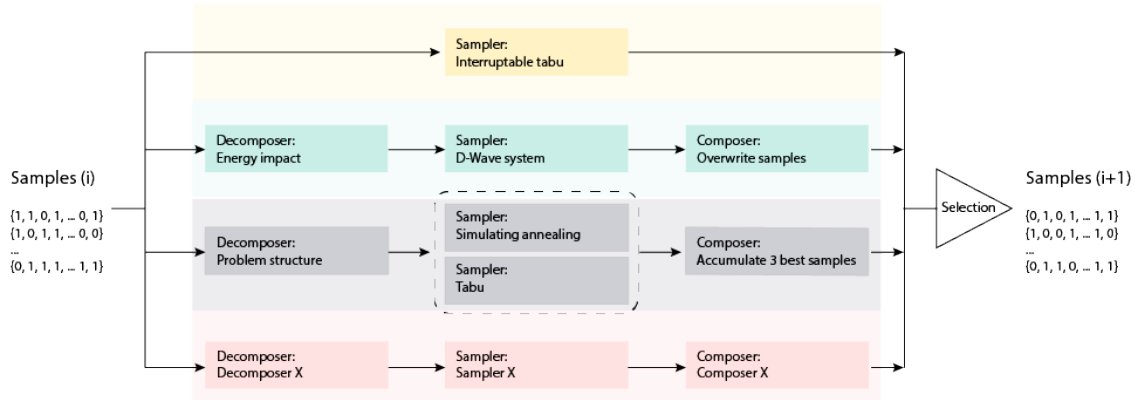 Samples (i)
{1, 1, 0, 1, ... 0, 1}
{1, 0, 1, 1, ... 0, 0}
...
{0, 1, 1, 1, ... 1, 1}
Sampler:
Interruptable tabu
Decomposer:
Energy impact
Sampler:
D-Wave system
Composer:
Overwrite samples
Decomposer:
Problem structure
Sampler:
Simulating annealing
Sampler:
Tabu
Composer:
Accumulate 3 best samples
Decomposer:
Decomposer X
Sampler:
Sampler X
Composer:
Composer X
Selection
Samples (i+1)
{0, 1, 0, 1, ... 1, 1}
{1, 0, 0, 1, ... 1, 0}
...
{0, 1, 1, 0, ... 1, 1}